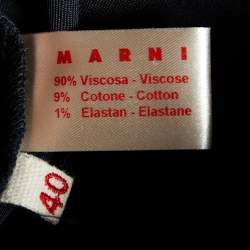 MARNI
90% Viscosa - Viscose
9% Cotone - Cotton
1% Elastan - Elastane
40